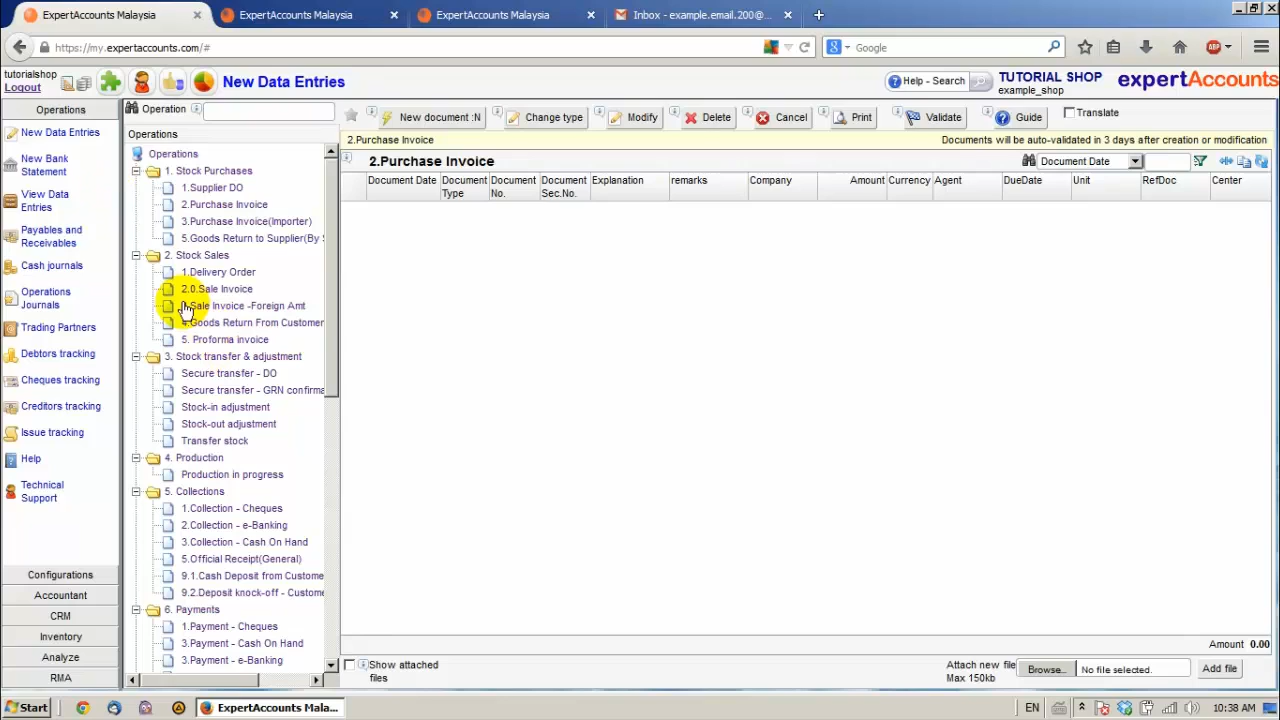 ExpertAccounts Malaysia
ExpertAccounts Malaysia
ExpertAccounts Malaysia
Inbox - example.email.200@...
https://my.expertaccounts.com/#
Google
ABP
tutorialshop
Logout
New Data Entries
Help - Search
TUTORIAL SHOP
example_shop
expertAccounts
Operations
New Data Entries
New Bank
Statement
View Data
Entries
Payables and
Receivables
Cash journals
Operations
Journals
Trading Partners
Debtors tracking
Cheques tracking
Creditors tracking
Issue tracking
Help
Technical
Support
Configurations
Accountant
CRM
Inventory
Analyze
RMA
Operation
Operations
Operations
1. Stock Purchases
1.Supplier DO
2.Purchase Invoice
3.Purchase Invoice(Importer)
5.Goods Return to Supplier(By S
2. Stock Sales
1.Delivery Order
2.0.Sale Invoice
Sale Invoice -Foreign Amt
4.Goods Return From Customer
5. Proforma invoice
3. Stock transfer & adjustment
Secure transfer - DO
Secure transfer - GRN confirma
Stock-in adjustment
Stock-out adjustment
Transfer stock
4. Production
Production in progress
5. Collections
1.Collection - Cheques
2.Collection - e-Banking
3.Collection - Cash On Hand
5.Official Receipt(General)
9.1.Cash Deposit from Custome
9.2.Deposit knock-off - Custome
6. Payments
1.Payment - Cheques
3.Payment - Cash On Hand
3.Payment - e-Banking
New document :N
Change type
Modify
Delete
Cancel
Print
Validate
Guide
Translate
2.Purchase Invoice
Documents will be auto-validated in 3 days after creation or modification
2.Purchase Invoice
Document Date
Document Date
Document Type
Document No.
Document Sec.No.
Explanation
remarks
Company
Amount
Currency
Agent
DueDate
Unit
RefDoc
Center
Amount 0.00
Show attached
files
Attach new file
Max 150kb
Browse...
No file selected.
Add file
Start
ExpertAccounts Mala...
EN
10:38 AM